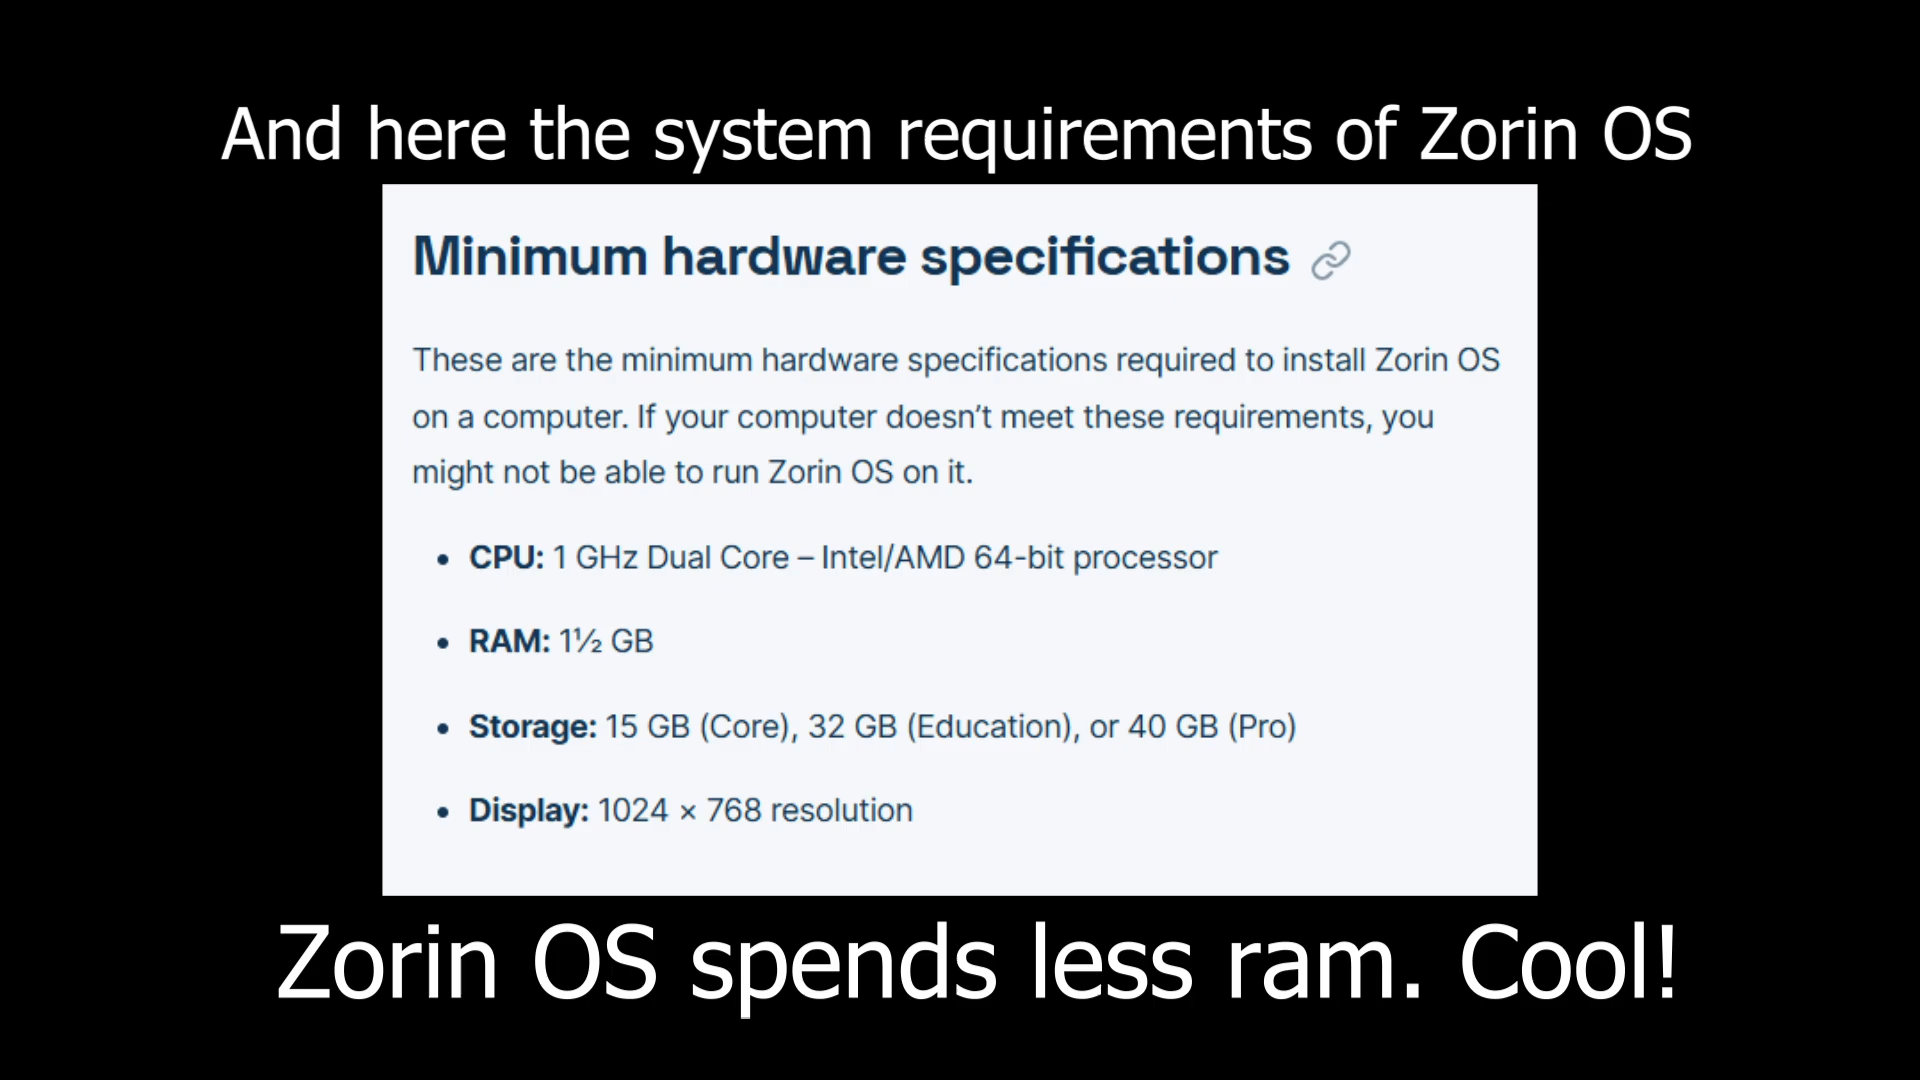 And here the system requirements of Zorin OS
Minimum hardware specifications
These are the minimum hardware specifications required to install Zorin OS
on a computer. If your computer doesn’t meet these requirements, you
might not be able to run Zorin OS on it.
• CPU: 1 GHz Dual Core – Intel/AMD 64-bit processor
• RAM: 1½ GB
• Storage: 15 GB (Core), 32 GB (Education), or 40 GB (Pro)
• Display: 1024 × 768 resolution
Zorin OS spends less ram. Cool!